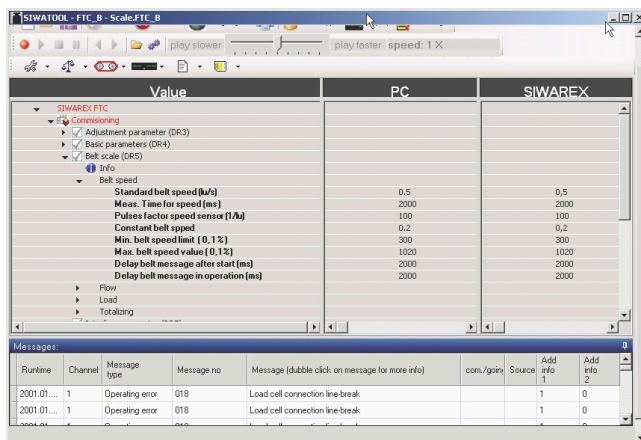 SIWATOOL - FTC_B - Scale.FTC_B
play slower play faster speed: 1 X
Value PC SIWAREX
SIWAREX FTC
Commisioning
Adjustment parameter (DR3)
Basic parameters (DR4)
Belt scale (DR5)
Info
Belt speed
Standard belt speed (lu/s) 0.5 0,5
Meas. Time for speed (ms) 2000 2000
Pulses factor speed sensor (1/lu) 100 100
Constant belt spped 0.2 0,2
Min. belt speed limit ( 0,1%) 300 300
Max. belt speed value ( 0,1%) 1020 1020
Delay belt message after start (ms) 2000 2000
Delay belt message in operation (ms) 2000 2000
Flow
Load
Totalizing
Messages:
Runtime Channel Message type Message no Message (dubble click on message for more info) com./going Source Add info 1 Add info 2
2001.01.... 1 Operating error 018 Load cell connection line-break 1 0
2001.01.... 1 Operating error 018 Load cell connection line-break 1 0